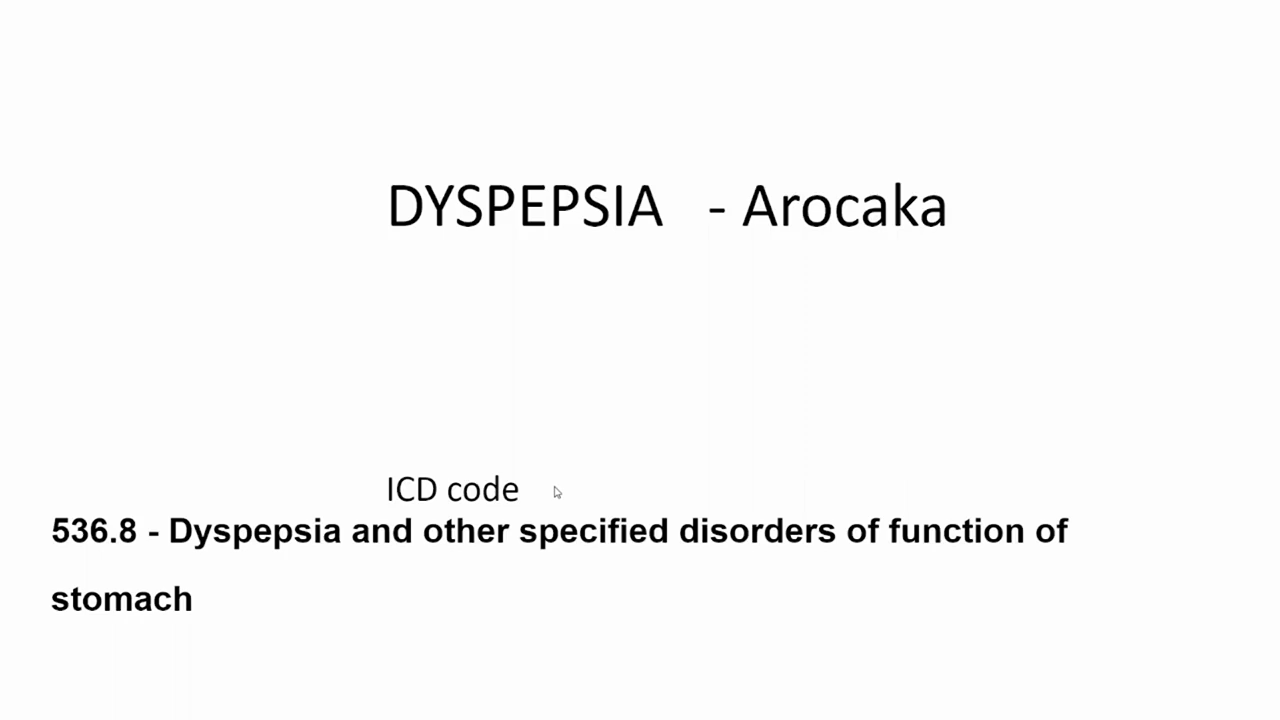 DYSPEPSIA - Arocaka
ICD code
536.8 - Dyspepsia and other specified disorders of function of
stomach